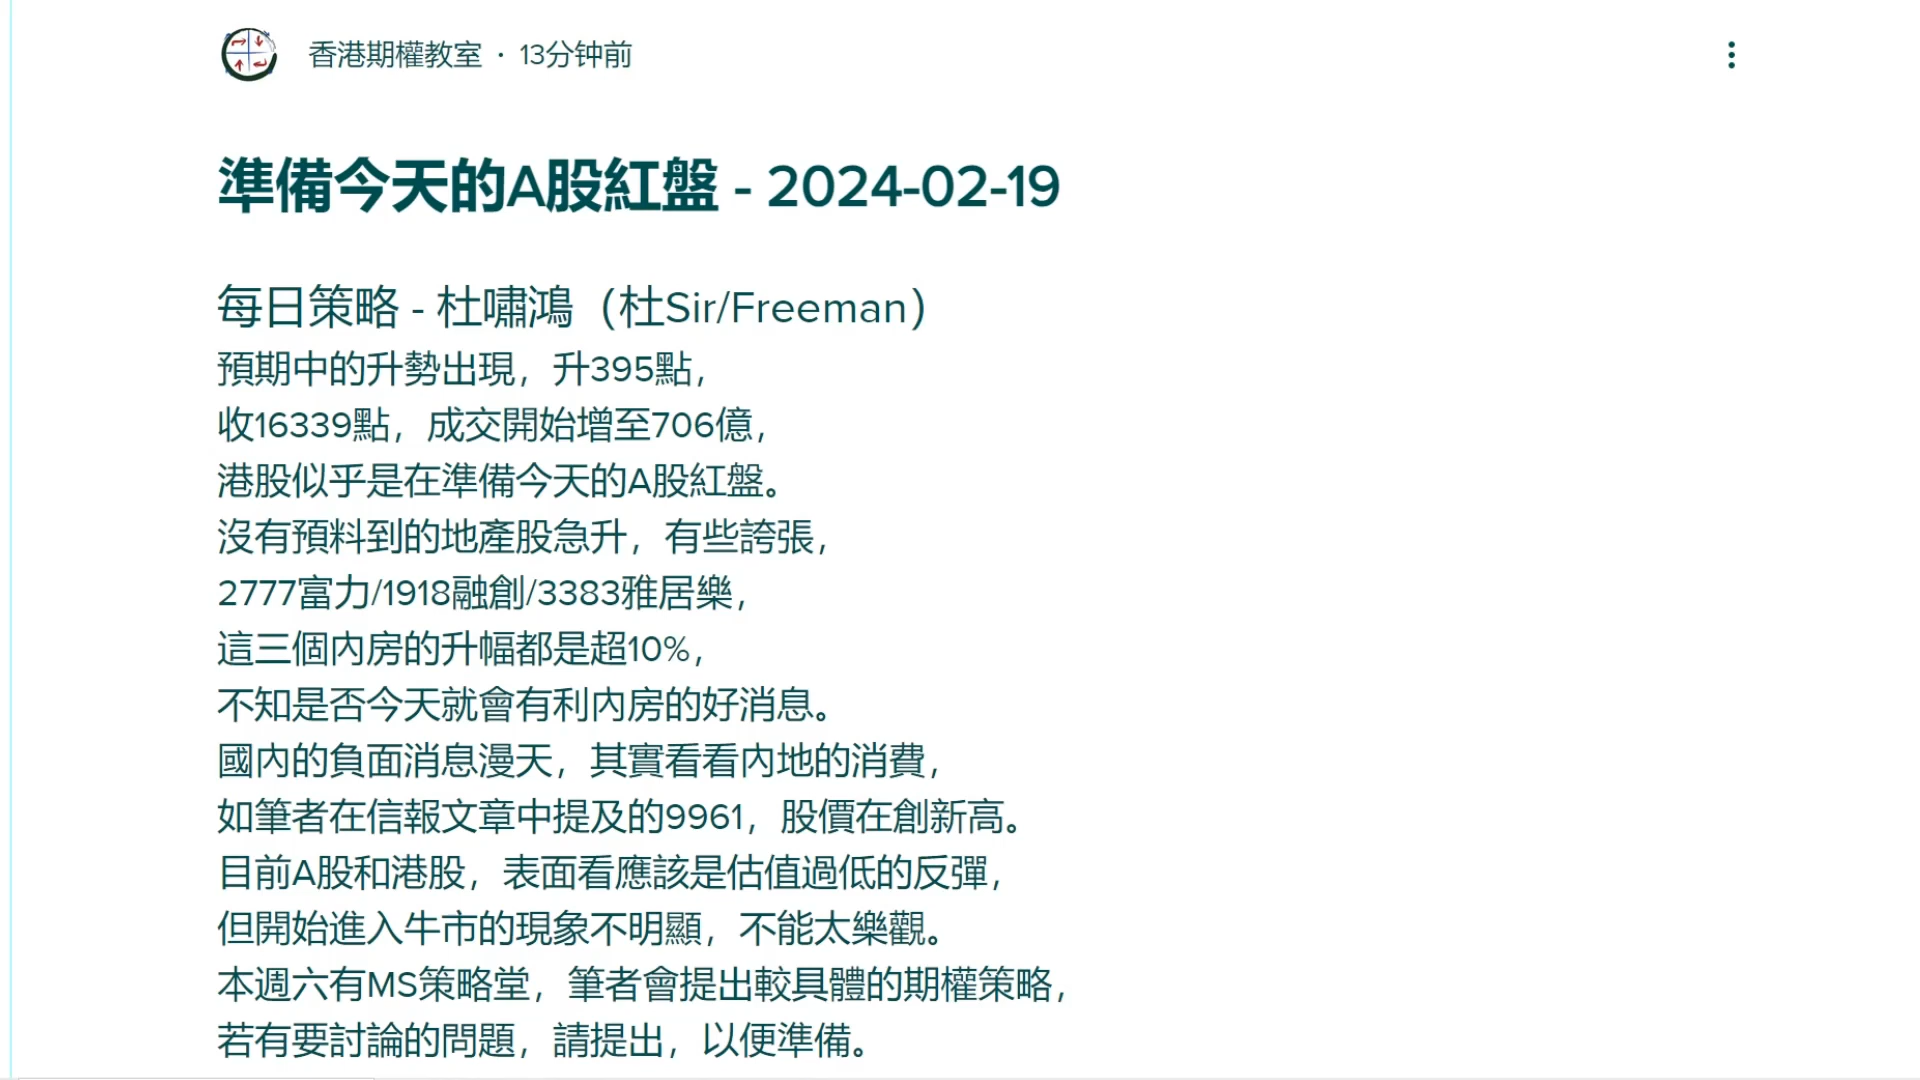 香港期權教室 · 13分钟前
準備今天的A股紅盤 - 2024-02-19
每日策略 - 杜嘯鴻（杜Sir/Freeman）
預期中的升勢出現，升395點，
收16339點，成交開始增至706億，
港股似乎是在準備今天的A股紅盤。
沒有預料到的地產股急升，有些誇張，
2777富力/1918融創/3383雅居樂，
這三個內房的升幅都是超10%，
不知是否今天就會有利內房的好消息。
國內的負面消息漫天，其實看看內地的消費，
如筆者在信報文章中提及的9961，股價在創新高。
目前A股和港股，表面看應該是估值過低的反彈，
但開始進入牛市的現象不明顯，不能太樂觀。
本週六有MS策略堂，筆者會提出較具體的期權策略，
若有要討論的問題，請提出，以便準備。